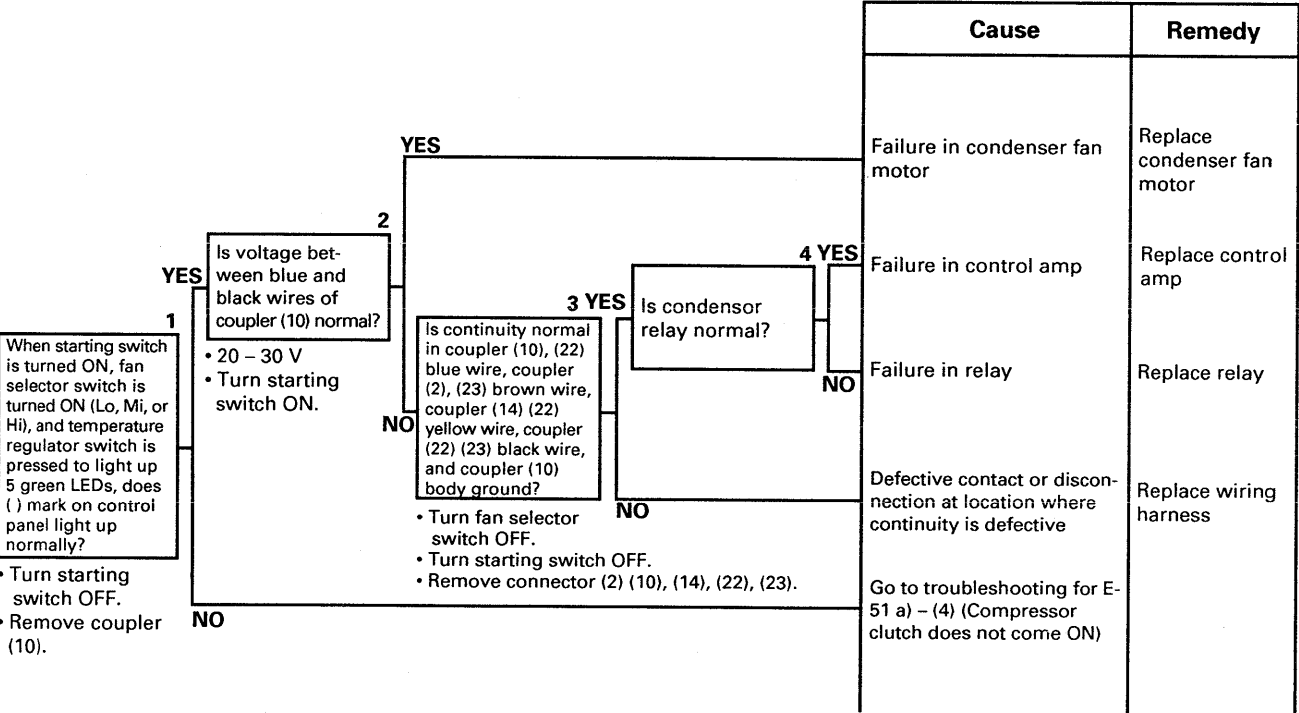 Cause
Remedy
YES
Failure in condenser fan
motor
Replace
condenser fan
motor
2
Is voltage bet-
ween blue and
black wires of
coupler (10) normal?
• 20 – 30 V
• Turn starting
switch ON.
YES
4 YES
Failure in control amp
Replace control
amp
3 YES
Is condensor
relay normal?
1
When starting switch
is turned ON, fan
selector switch is
turned ON (Lo, Mi, or
Hi), and temperature
regulator switch is
pressed to light up
5 green LEDs, does
( ) mark on control
panel light up
normally?
• Turn starting
switch OFF.
• Remove coupler
(10).
Is continuity normal
in coupler (10), (22)
blue wire, coupler
(2), (23) brown wire,
coupler (14) (22)
yellow wire, coupler
(22) (23) black wire,
and coupler (10)
body ground?
NO
NO
Failure in relay
Replace relay
• Turn fan selector
switch OFF.
• Turn starting switch OFF.
• Remove connector (2) (10), (14), (22), (23).
NO
Defective contact or discon-
nection at location where
continuity is defective
Replace wiring
harness
NO
Go to troubleshooting for E-
51 a) – (4) (Compressor
clutch does not come ON)